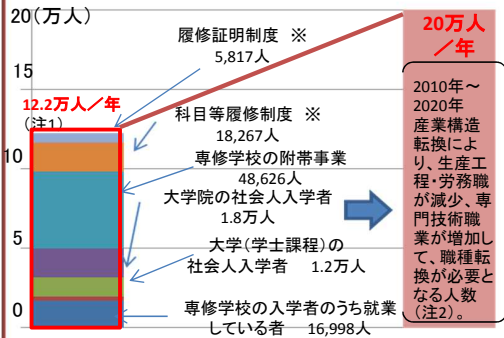 20(万人)
15
10
5
0
12.2万人／年
(注1)
履修証明制度　※
5,817人
科目等履修制度　※
18,267人
専修学校の附帯事業
48,626人
大学院の社会人入学者
1.8万人
大学(学士課程)の
社会人入学者　1.2万人
専修学校の入学者のうち就業
している者　16,998人
20万人
／年
2010年～
2020年
産業構造
転換によ
り、生産工
程・労務職
が減少、専
門技術職
業が増加し
て、職種転
換が必要と
なる人数
(注2)。